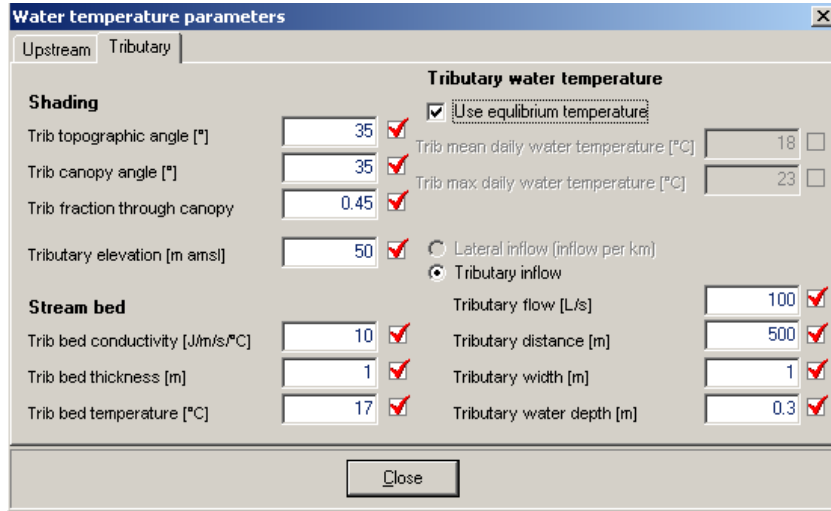 Water temperature parameters
Upstream
Tributary
Shading
Trib topographic angle [°] 35
Trib canopy angle [°] 35
Trib fraction through canopy 0.45
Tributary elevation [m amsl] 50
Stream bed
Trib bed conductivity [J/m/s/°C] 10
Trib bed thickness [m] 1
Trib bed temperature [°C] 17
Tributary water temperature
Use equlibrium temperature
Trib mean daily water temperature [°C] 18
Trib max daily water temperature [°C] 23
Lateral inflow (inflow per km)
Tributary inflow
Tributary flow [L/s] 100
Tributary distance [m] 500
Tributary width [m] 1
Tributary water depth [m] 0.3
Close